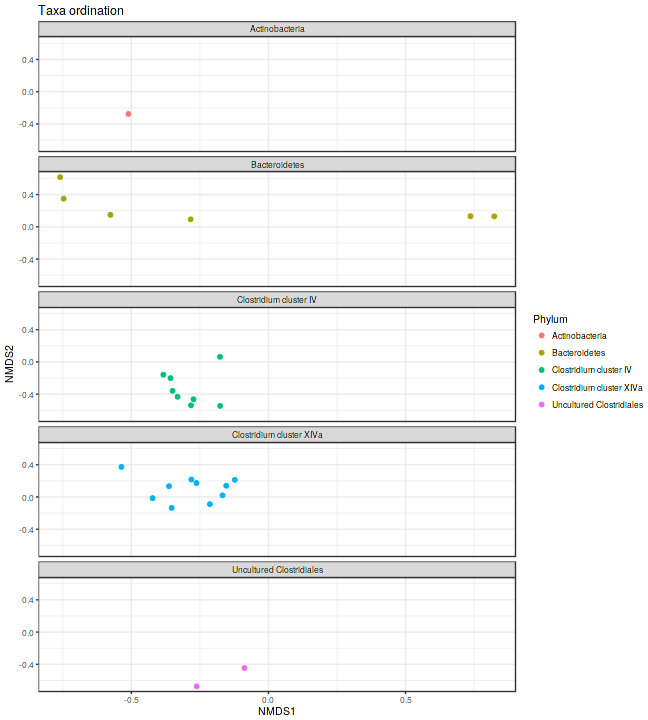 Taxa ordination
Actinobacteria
0.4
0.0
-0.4
Bacteroidetes
0.4
0.0
-0.4
Clostridium cluster IV
0.4
0.0
-0.4
Clostridium cluster XIVa
0.4
0.0
-0.4
Uncultured Clostridiales
0.4
0.0
-0.4
-0.5 0.0 0.5
NMDS1
NMDS2
Phylum
Actinobacteria
Bacteroidetes
Clostridium cluster IV
Clostridium cluster XIVa
Uncultured Clostridiales